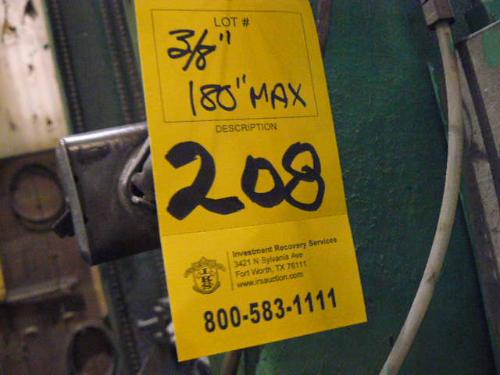 LOT #
3/8"
180" MAX
DESCRIPTION
208
Investment Recovery Services
3421 N Sylvania Ave
Fort Worth, TX 76111
www.irsauction.com
800-583-1111